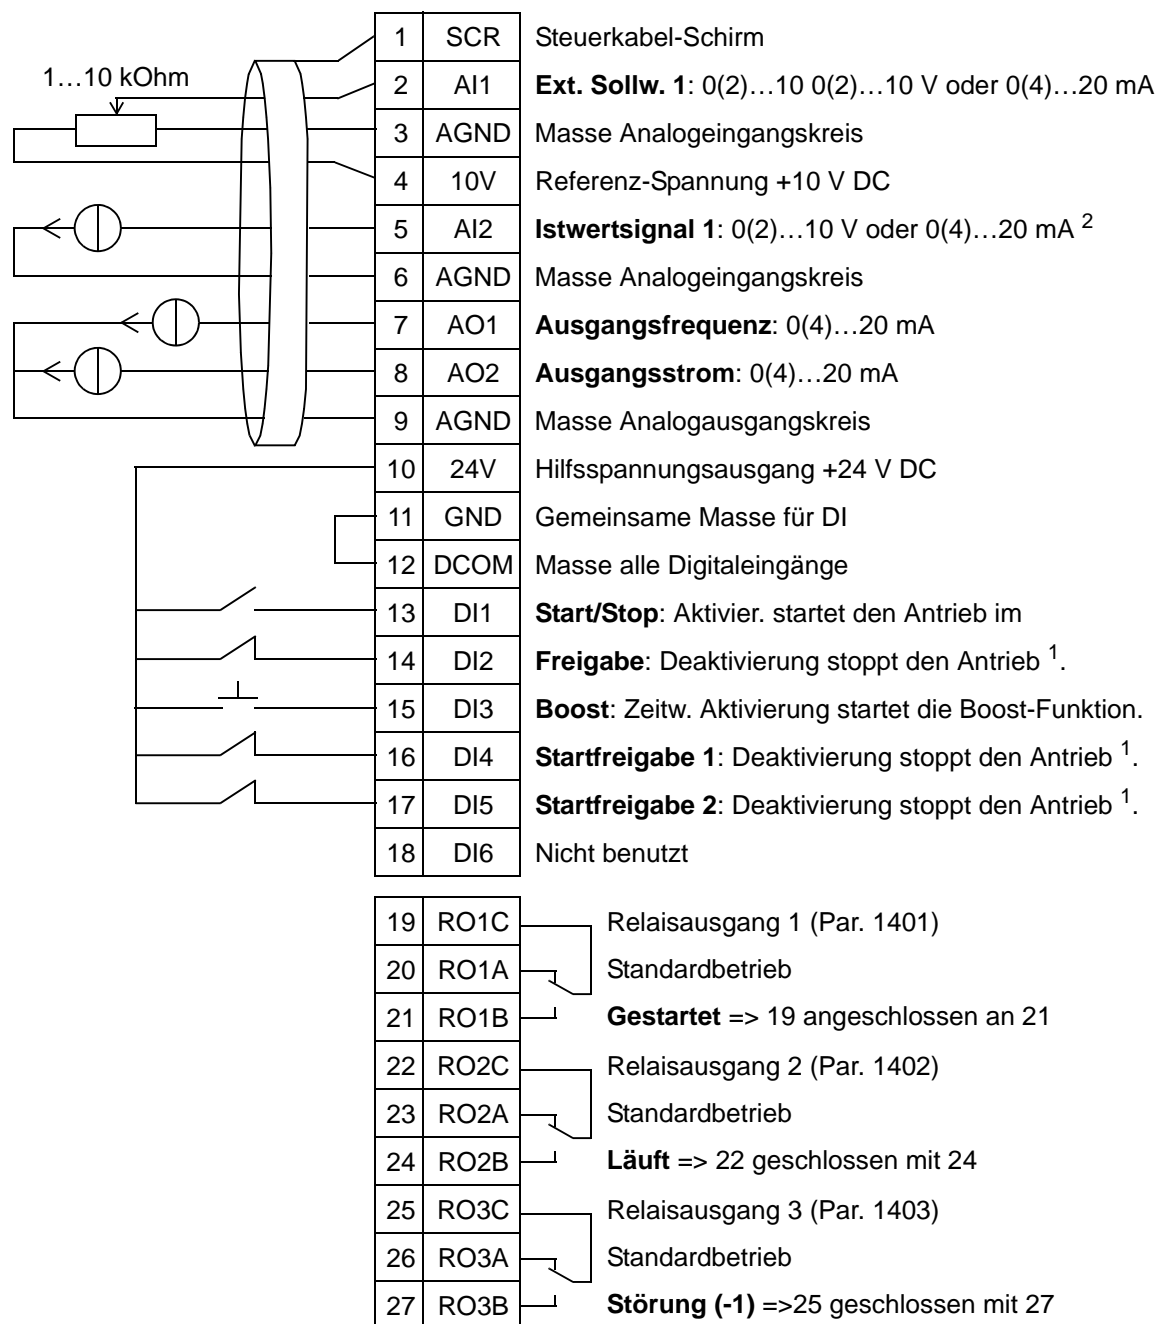 1 SCR Steuerkabel-Schirm
1…10 kOhm
2 AI1 Ext. Sollw. 1: 0(2)…10 0(2)…10 V oder 0(4)…20 mA
3 AGND Masse Analogeingangskreis
4 10V Referenz-Spannung +10 V DC
5 AI2 Istwertsignal 1: 0(2)…10 V oder 0(4)…20 mA 2
6 AGND Masse Analogeingangskreis
7 AO1 Ausgangsfrequenz: 0(4)…20 mA
8 AO2 Ausgangsstrom: 0(4)…20 mA
9 AGND Masse Analogausgangskreis
10 24V Hilfsspannungsausgang +24 V DC
11 GND Gemeinsame Masse für DI
12 DCOM Masse alle Digitaleingänge
13 DI1 Start/Stop: Aktivier. startet den Antrieb im
14 DI2 Freigabe: Deaktivierung stoppt den Antrieb 1.
15 DI3 Boost: Zeitw. Aktivierung startet die Boost-Funktion.
16 DI4 Startfreigabe 1: Deaktivierung stoppt den Antrieb 1.
17 DI5 Startfreigabe 2: Deaktivierung stoppt den Antrieb 1.
18 DI6 Nicht benutzt
19 RO1C Relaisausgang 1 (Par. 1401)
20 RO1A Standardbetrieb
21 RO1B Gestartet => 19 angeschlossen an 21
22 RO2C Relaisausgang 2 (Par. 1402)
23 RO2A Standardbetrieb
24 RO2B Läuft => 22 geschlossen mit 24
25 RO3C Relaisausgang 3 (Par. 1403)
26 RO3A Standardbetrieb
27 RO3B Störung (-1) =>25 geschlossen mit 27